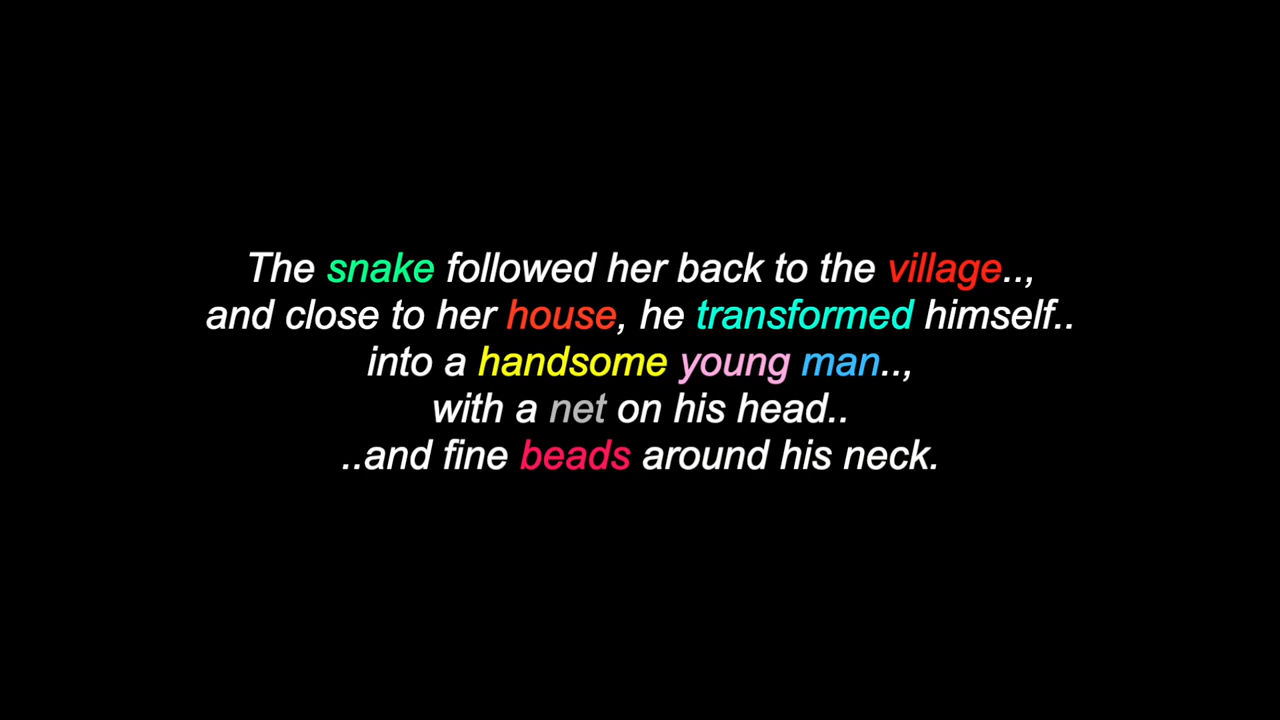 The snake followed her back to the village..,
and close to her house, he transformed himself..
into a handsome young man..,
with a net on his head..
..and fine beads around his neck.